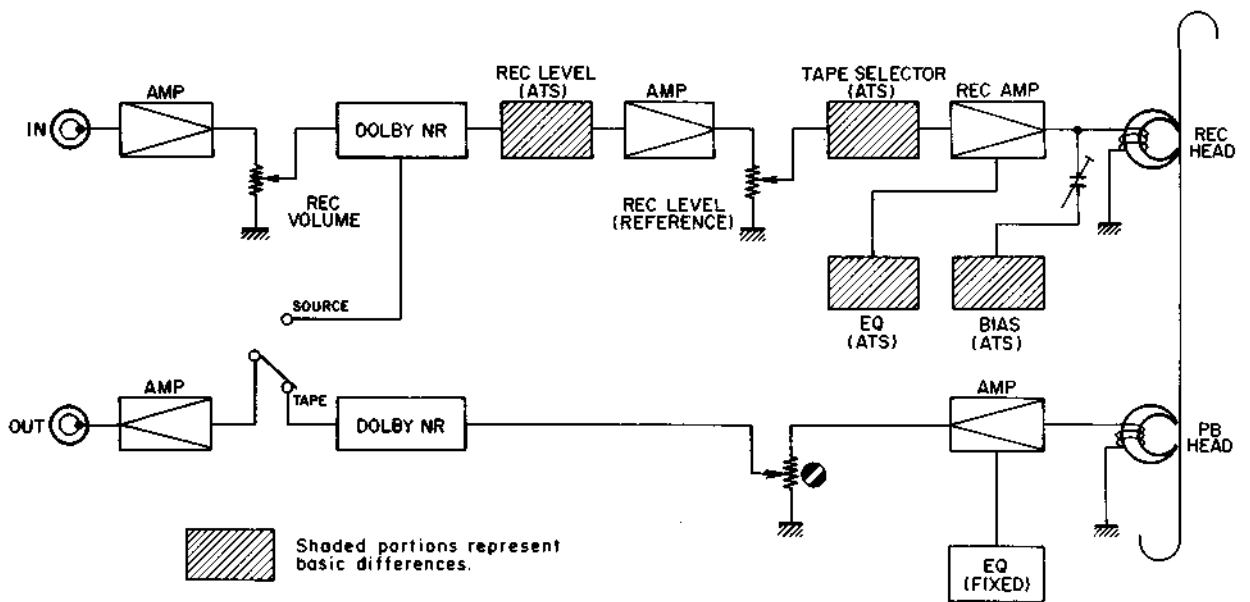 AMP
IN
REC
VOLUME
DOLBY NR
REC LEVEL
(ATS)
AMP
REC LEVEL
(REFERENCE)
TAPE SELECTOR
(ATS)
REC AMP
REC
HEAD
EQ
(ATS)
BIAS
(ATS)
SOURCE
TAPE
OUT
AMP
DOLBY NR
AMP
PB
HEAD
EQ
(FIXED)
Shaded portions represent
basic differences.